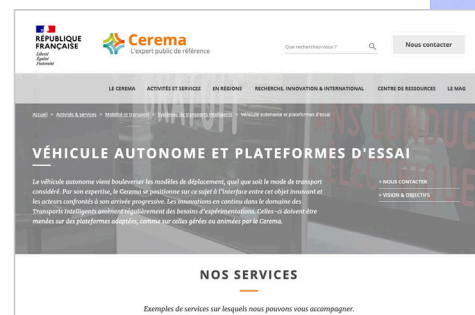 RÉPUBLIQUE
FRANÇAISE
Liberté
Égalité
Fraternité
Cerema
L'expert public de référence
Que recherchez-vous ?
Nous contacter
LE CEREMA ACTIVITÉS ET SERVICES EN RÉGIONS RECHERCHE, INNOVATION & INTERNATIONAL CENTRE DE RESSOURCES LE MAG
Accueil > Activités & services > Mobilité et transport > Systèmes de transports intelligents > Véhicule autonome et plateformes d'essai
GRATUIT
SANS CONDUC
ÉLECTRIQUE
VÉHICULE AUTONOME ET PLATEFORMES D'ESSAI
Le véhicule autonome vient bouleverser les modèles de déplacement, quel que soit le mode de transport
considéré. Par son expertise, le Cerema se positionne sur ce sujet à l'interface entre cet objet innovant et
les acteurs confrontés à son arrivée progressive. Les innovations en continu dans le domaine des
Transports Intelligents amènent régulièrement des besoins d'expérimentations. Celles-ci doivent être
menées sur des plateformes adaptées, comme sur celles gérées ou animées par le Cerema.
> NOUS CONTACTER
> VISION & OBJECTIFS
NOS SERVICES
Exemples de services sur lesquels nous pouvons vous accompagner.